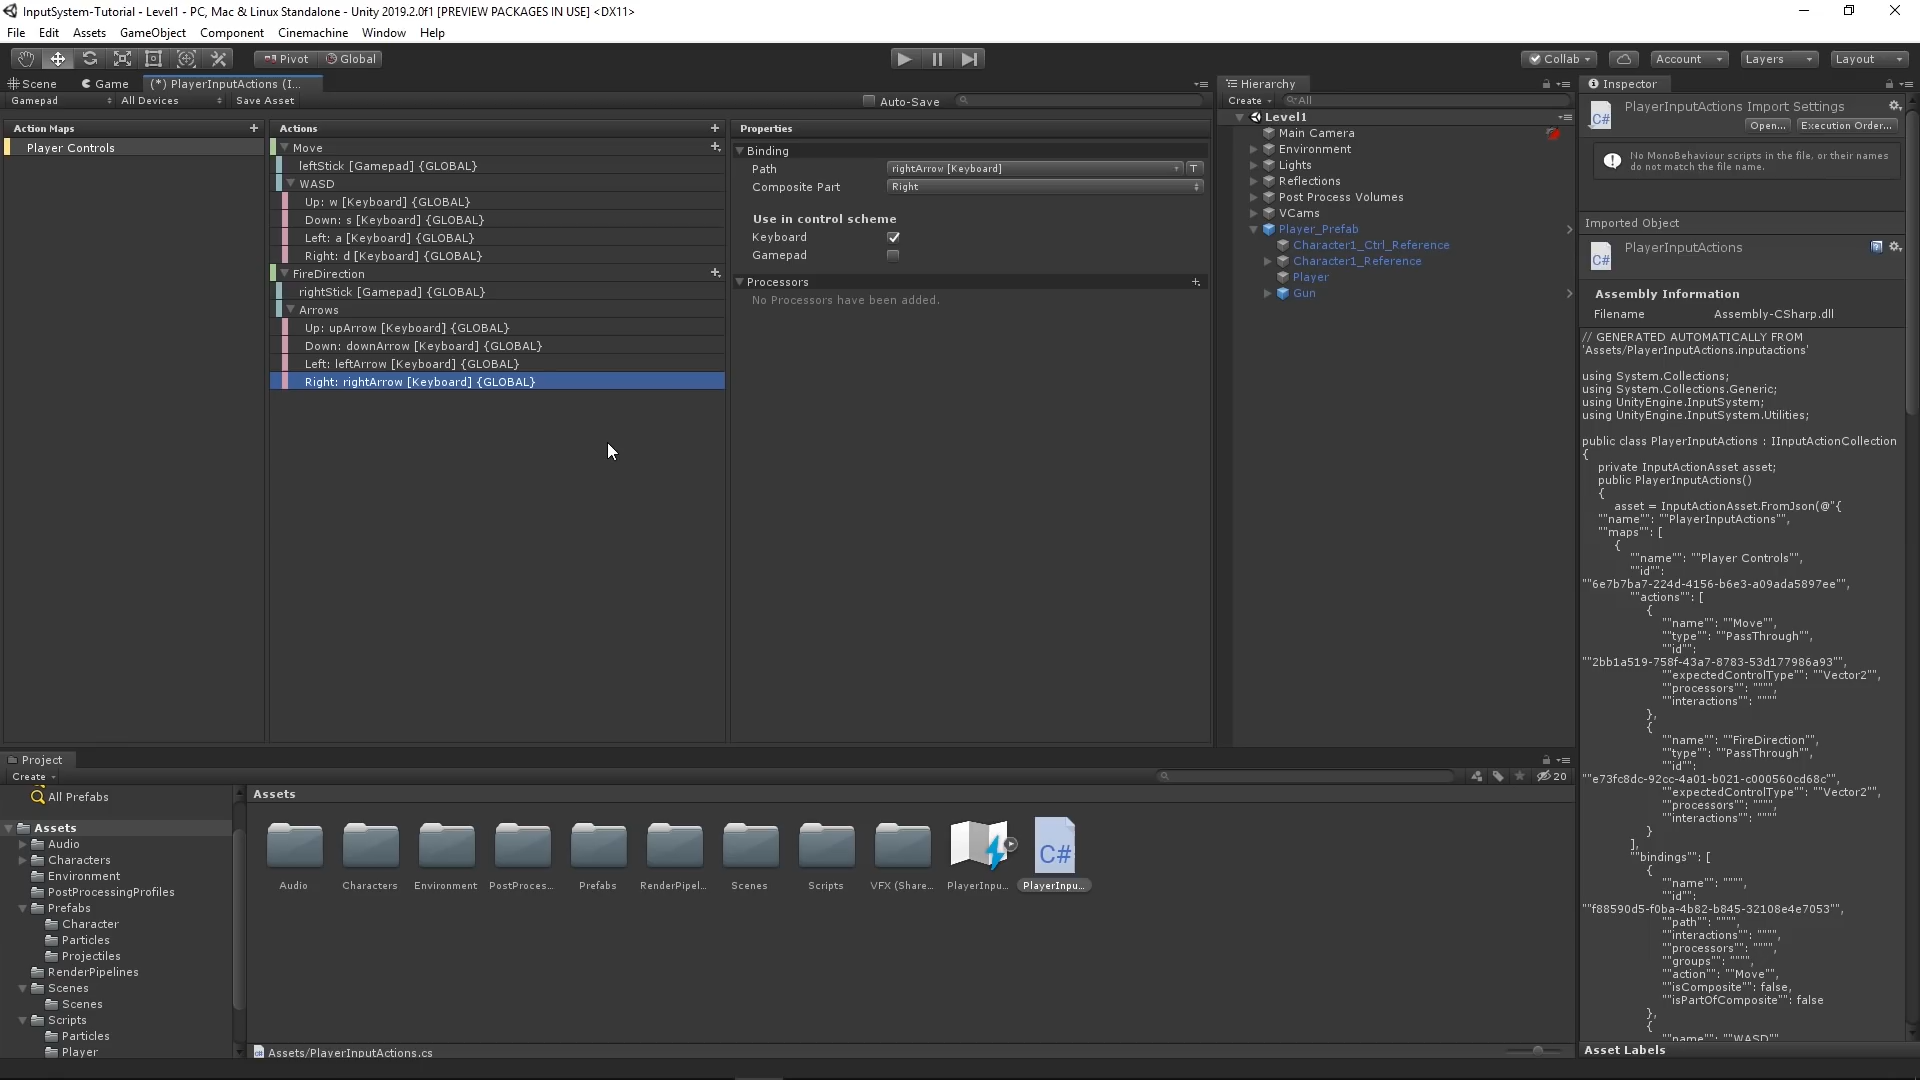 InputSystem-Tutorial - Level1 - PC, Mac & Linux Standalone - Unity 2019.2.0f1 [PREVIEW PACKAGES IN USE] <DX11>
File Edit Assets GameObject Component Cinemachine Window Help
Pivot Global Collab Account Layers Layout
Scene Game (*) PlayerInputActions (I...
Gamepad All Devices Save Asset Auto-Save
Action Maps
Player Controls
Actions
Move
leftStick [Gamepad] {GLOBAL}
WASD
Up: w [Keyboard] {GLOBAL}
Down: s [Keyboard] {GLOBAL}
Left: a [Keyboard] {GLOBAL}
Right: d [Keyboard] {GLOBAL}
FireDirection
rightStick [Gamepad] {GLOBAL}
Arrows
Up: upArrow [Keyboard] {GLOBAL}
Down: downArrow [Keyboard] {GLOBAL}
Left: leftArrow [Keyboard] {GLOBAL}
Right: rightArrow [Keyboard] {GLOBAL}
Properties
Binding
Path rightArrow [Keyboard] T
Composite Part Right
Use in control scheme
Keyboard
Gamepad
Processors
No Processors have been added.
Hierarchy
Create All
Level1
Main Camera
Environment
Lights
Reflections
Post Process Volumes
VCams
Player_Prefab
Character1_Ctrl_Reference
Character1_Reference
Player
Gun
Inspector
C#
PlayerInputActions Import Settings
Open... Execution Order...
No MonoBehaviour scripts in the file, or their names
do not match the file name.
Imported Object
C#
PlayerInputActions
Assembly Information
Filename Assembly-CSharp.dll
// GENERATED AUTOMATICALLY FROM
'Assets/PlayerInputActions.inputactions'
using System.Collections;
using System.Collections.Generic;
using UnityEngine.InputSystem;
using UnityEngine.InputSystem.Utilities;
public class PlayerInputActions : IInputActionCollection
{
private InputActionAsset asset;
public PlayerInputActions()
{
asset = InputActionAsset.FromJson(@"{
""name"": ""PlayerInputActions"",
""maps"": [
{
""name"": ""Player Controls"",
""id"":
""6e7b7ba7-224d-4156-b6e3-a09ada5897ee"",
""actions"": [
{
""name"": ""Move"",
""type"": ""PassThrough"",
""id"":
""2bb1a519-758f-43a7-8783-53d177986a93"",
""expectedControlType"": ""Vector2"",
""processors"": """",
""interactions"": """"
},
{
""name"": ""FireDirection"",
""type"": ""PassThrough"",
""id"":
""e73fc8dc-92cc-4a01-b021-c000560cd68c"",
""expectedControlType"": ""Vector2"",
""processors"": """",
""interactions"": """"
}
],
""bindings"": [
{
""name"": """",
""id"":
""f88590d5-f0ba-4b82-b845-32108e4e7053"",
""path"": """",
""interactions"": """",
""processors"": """",
""groups"": """",
""action"": ""Move"",
""isComposite"": false,
""isPartOfComposite"": false
},
{
""name"": ""WASD""
Asset Labels
Project
Create
20
All Prefabs
Assets
Audio
Characters
Environment
PostProcessingProfiles
Prefabs
Character
Particles
Projectiles
RenderPipelines
Scenes
Scenes
Scripts
Particles
Player
Assets
C#
Audio Characters Environment PostProces... Prefabs RenderPipel... Scenes Scripts VFX (Share... PlayerInpu... PlayerInpu...
Assets/PlayerInputActions.cs